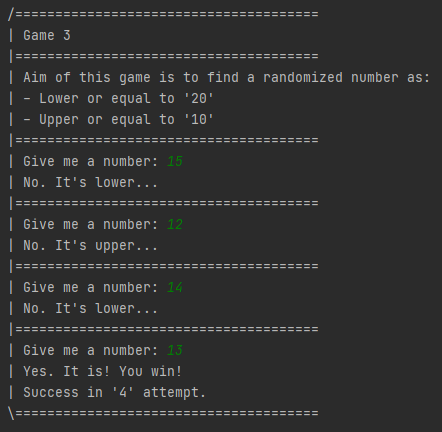 /======================================
| Game 3
|======================================
| Aim of this game is to find a randomized number as:
| - Lower or equal to '20'
| - Upper or equal to '10'
|======================================
| Give me a number: 15
| No. It's lower...
|======================================
| Give me a number: 12
| No. It's upper...
|======================================
| Give me a number: 14
| No. It's lower...
|======================================
| Give me a number: 13
| Yes. It is! You win!
| Success in '4' attempt.
\======================================